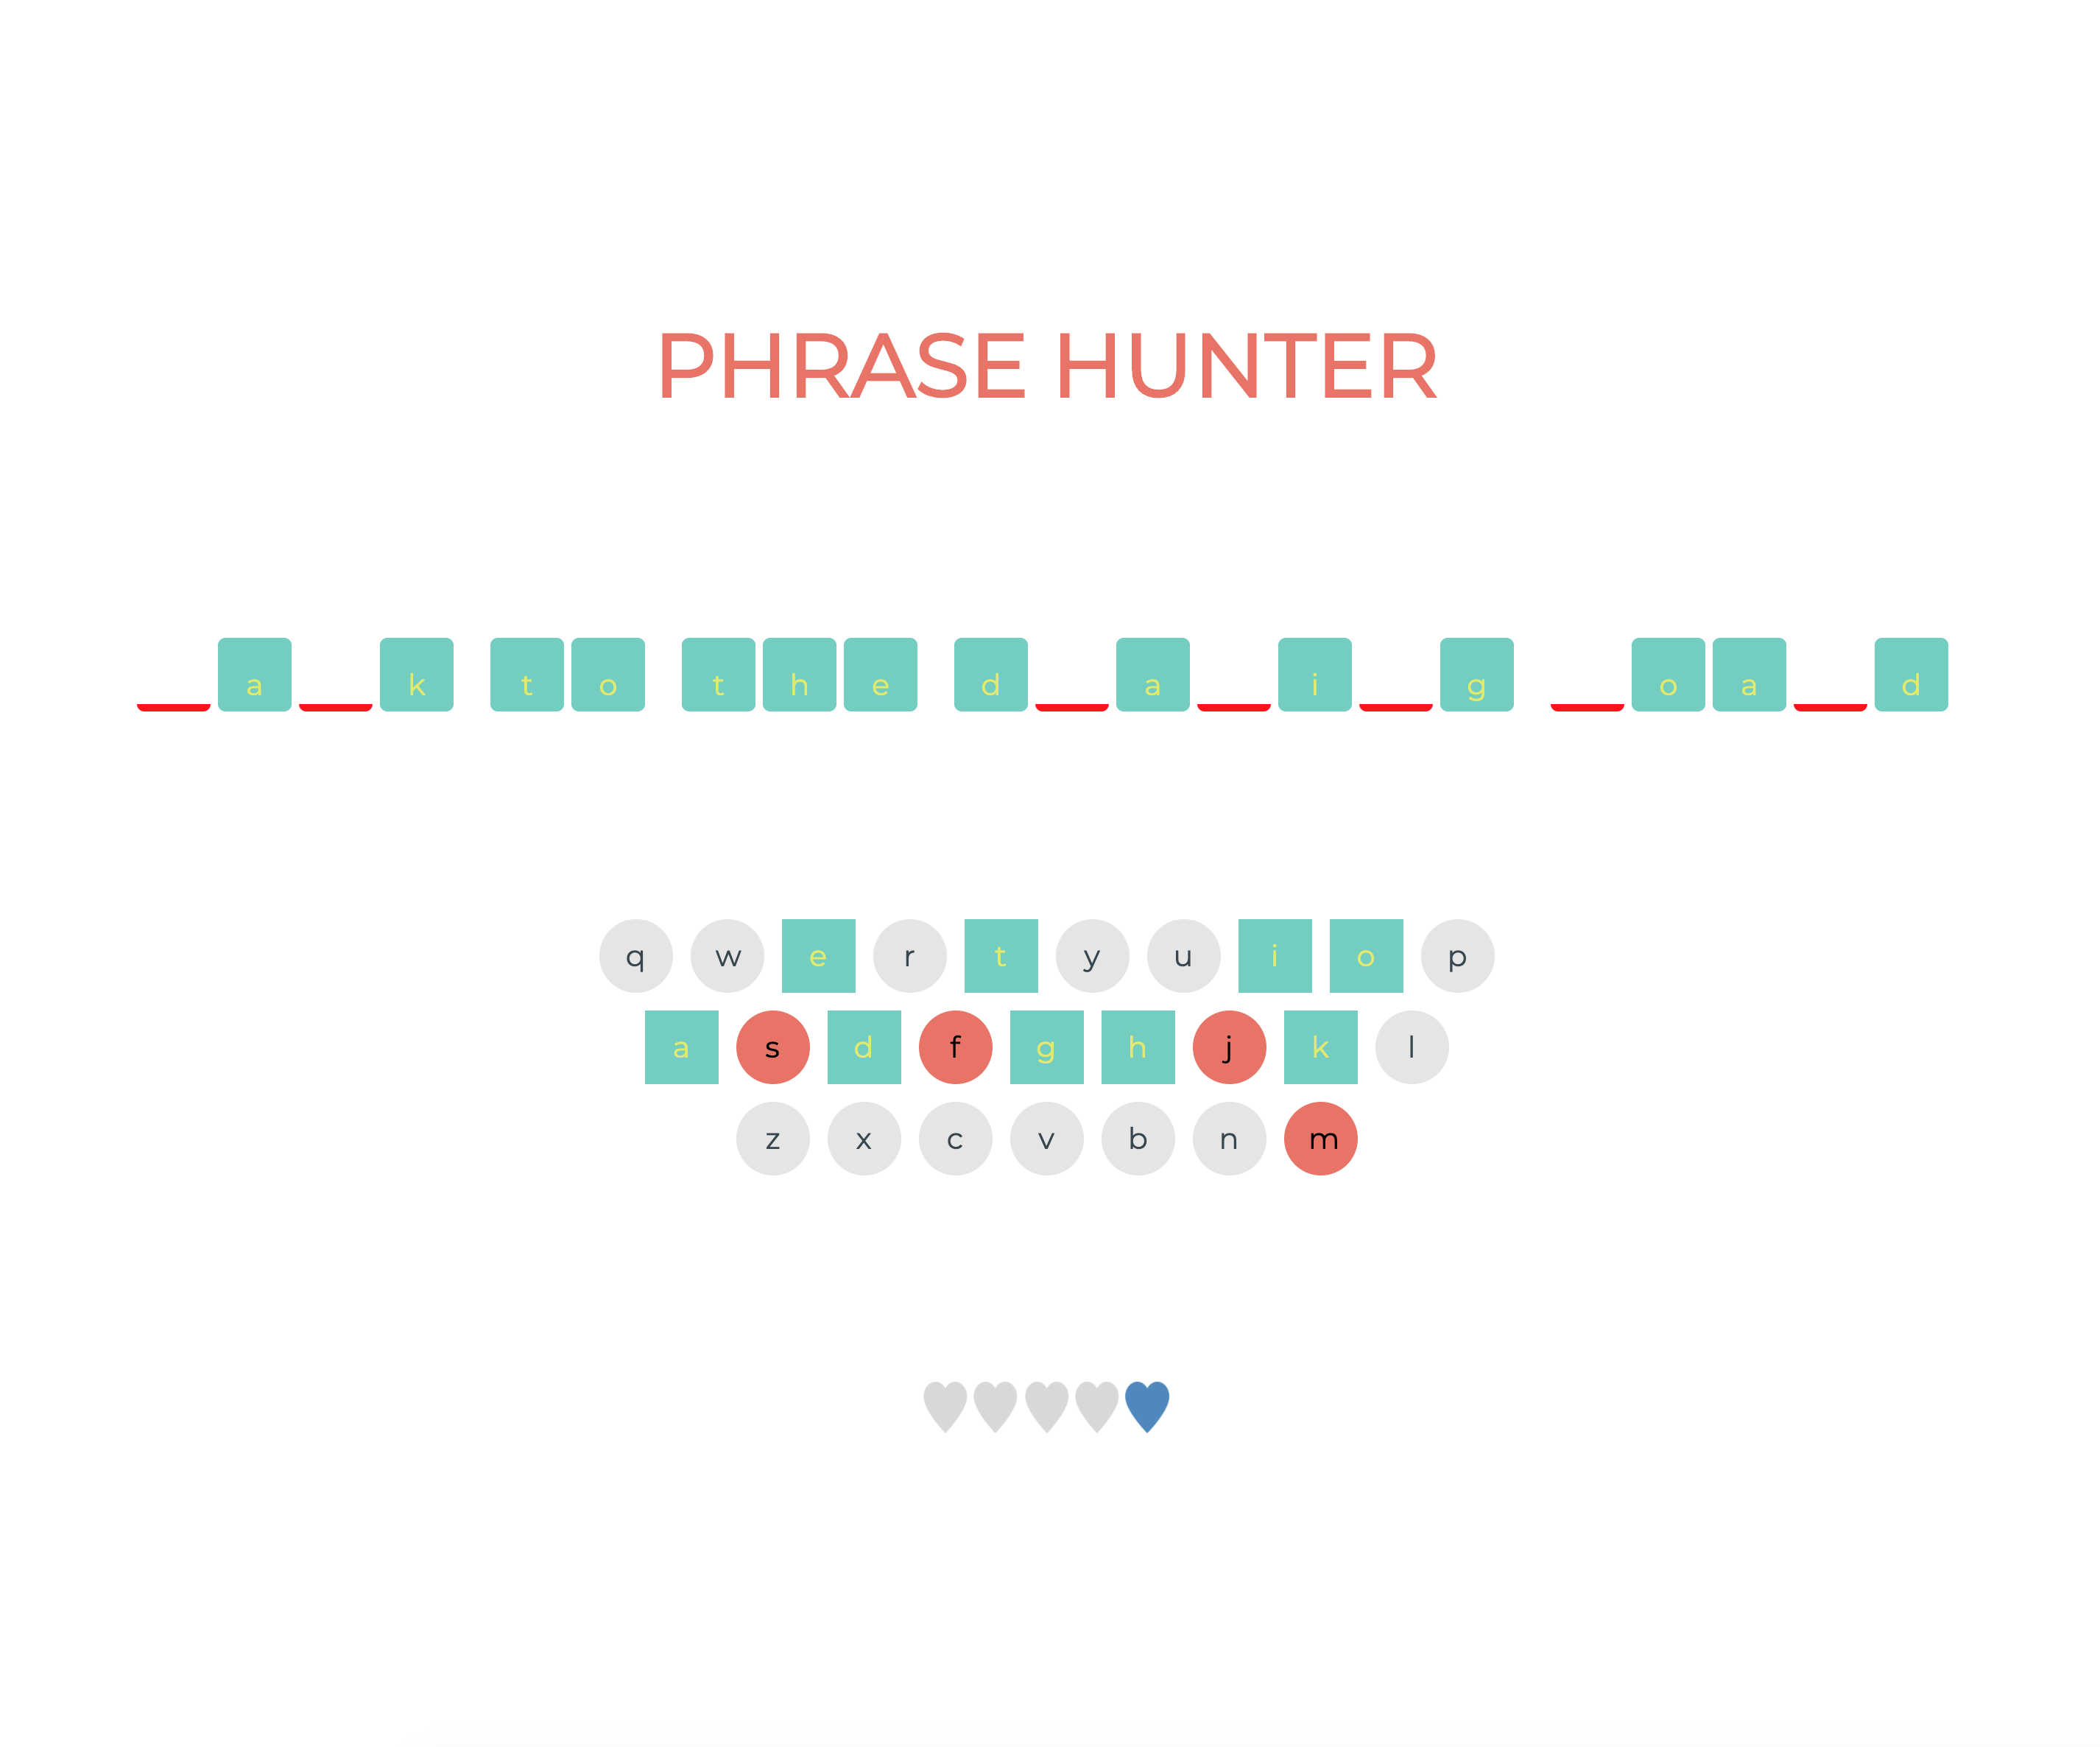 PHRASE HUNTER
a k to the d a i g oa d
q w e r t y u i o p
a s d f g h j k l
z x c v b n m